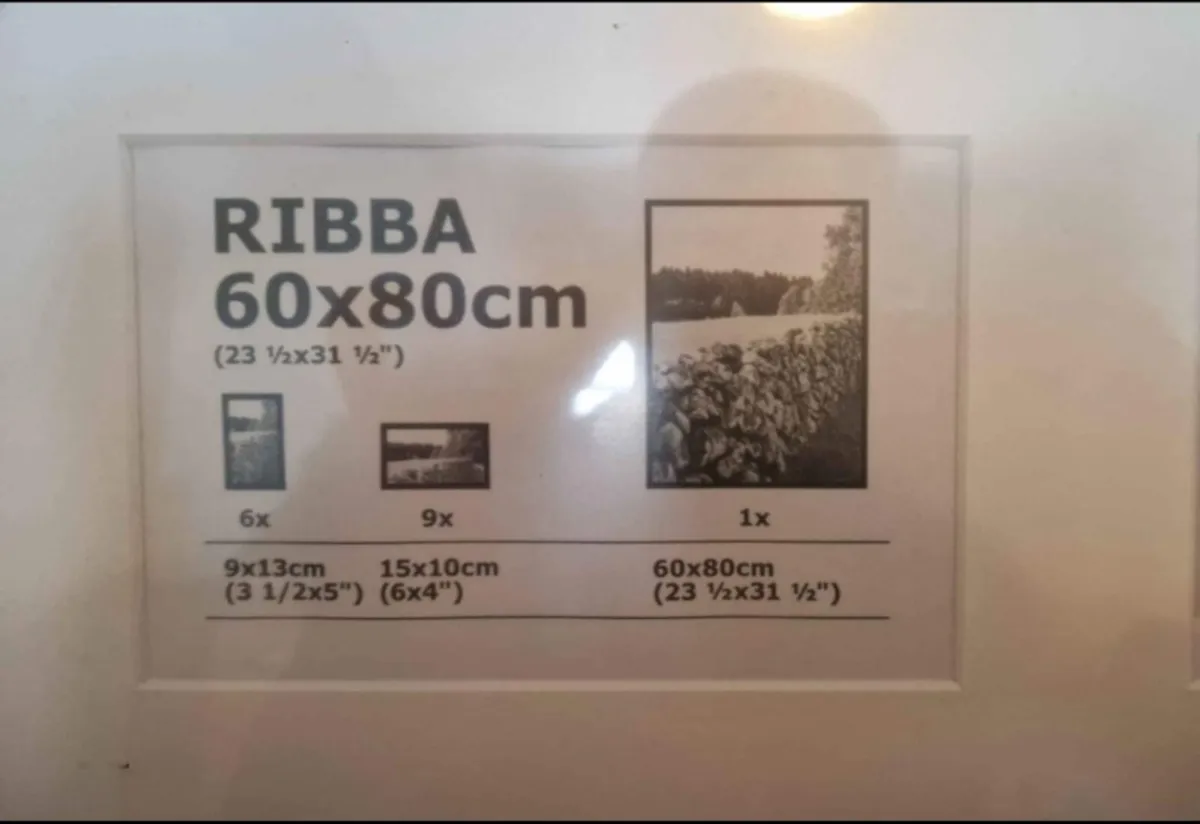 RIBBA
60x80cm
(23 ½x31 ½")
6x 9x 1x
9x13cm 15x10cm 60x80cm
(3 1/2x5") (6x4") (23 ½x31 ½")